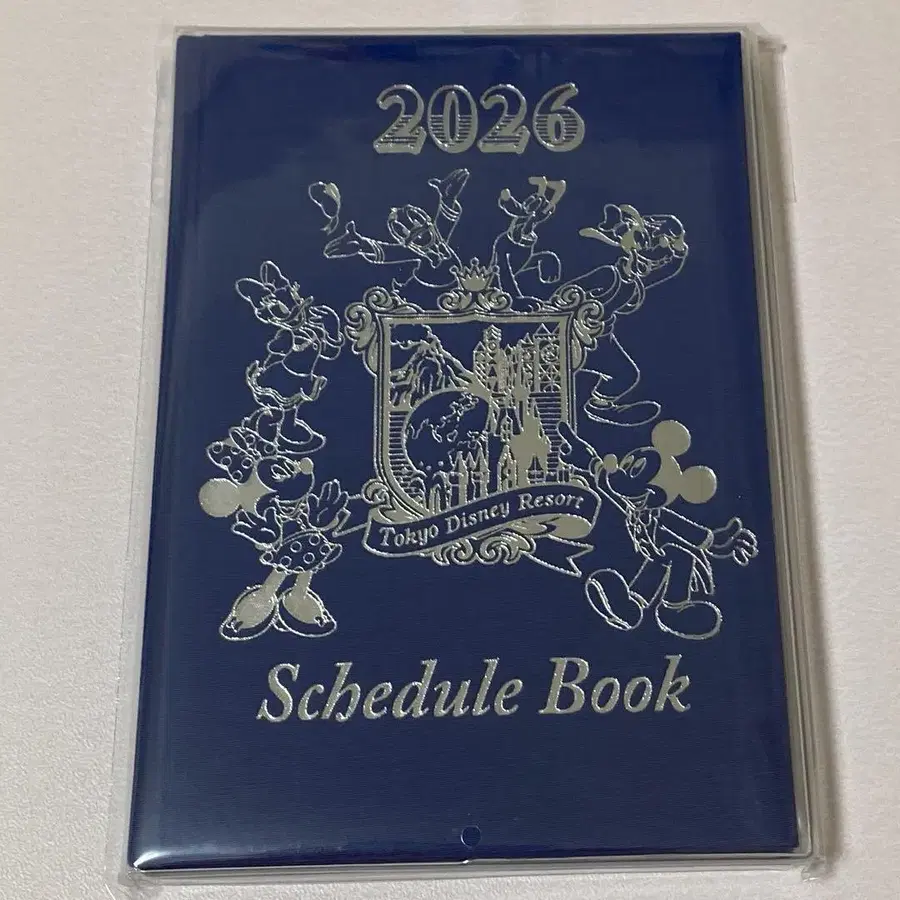 2026
Tokyo Disney Resort
Schedule Book